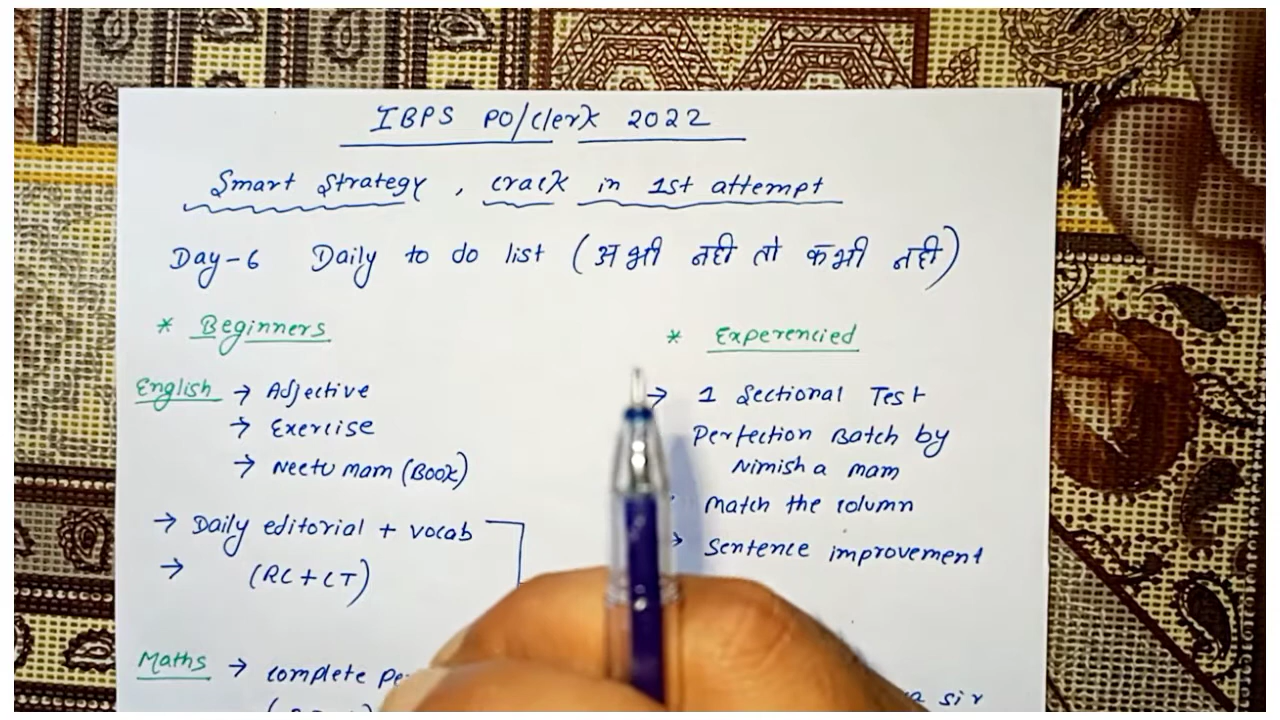 IBPS PO/Clerk 2022
Smart Strategy, crack in 1st attempt
Day-6 Daily to do list (अभी नही तो कभी नही)
* Beginners
English → Adjective
→ Exercise
→ Neetu mam (Book)
→ Daily editorial + vocab
→ (RC + CT)
Maths → complete
* Experencied
→ 1 Sectional Test
Perfection Batch by
Nimisha mam
Match the column
→ Sentence improvement
sir